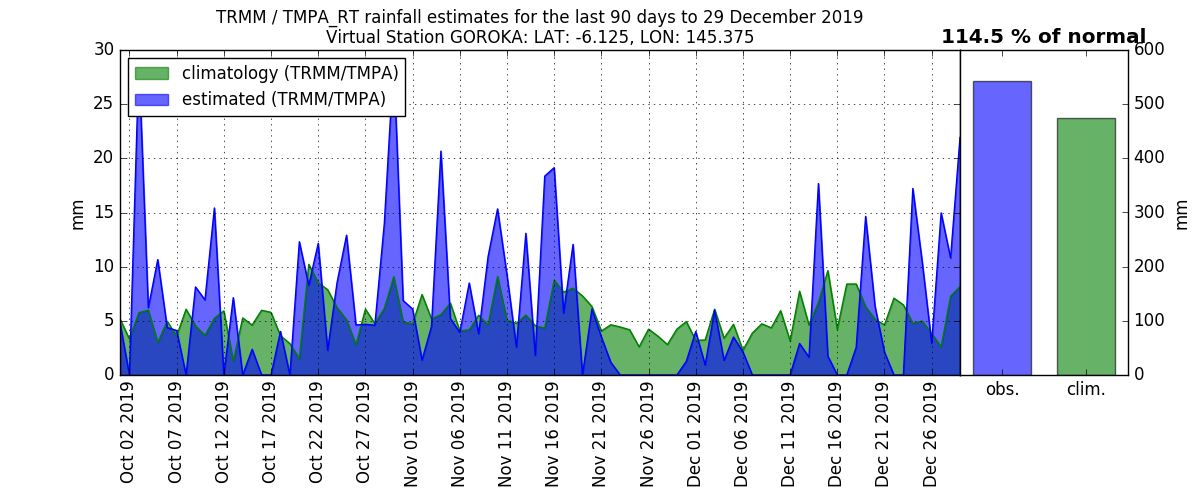 TRMM / TMPA_RT rainfall estimates for the last 90 days to 29 December 2019
Virtual Station GOROKA: LAT: -6.125, LON: 145.375
114.5 % of normal
climatology (TRMM/TMPA)
estimated (TRMM/TMPA)
30
25
20
15
10
5
0
mm
Oct 02 2019
Oct 07 2019
Oct 12 2019
Oct 17 2019
Oct 22 2019
Oct 27 2019
Nov 01 2019
Nov 06 2019
Nov 11 2019
Nov 16 2019
Nov 21 2019
Nov 26 2019
Dec 01 2019
Dec 06 2019
Dec 11 2019
Dec 16 2019
Dec 21 2019
Dec 26 2019
obs.
clim.
600
500
400
300
200
100
0
mm